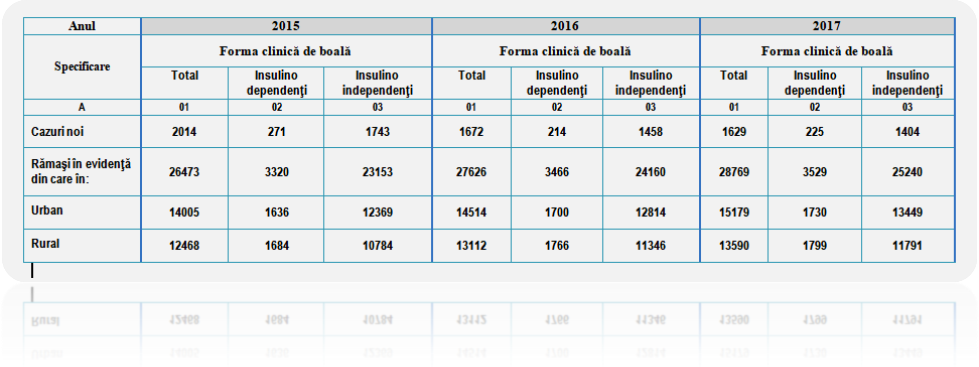 Anul 2015 2016 2017
Specificare Forma clinică de boală Forma clinică de boală Forma clinică de boală
Total Insulino dependenţi Insulino independenţi Total Insulino dependenţi Insulino independenţi Total Insulino dependenţi Insulino independenţi
A 01 02 03 01 02 03 01 02 03
Cazuri noi 2014 271 1743 1672 214 1458 1629 225 1404
Rămaşi în evidenţă
din care în: 26473 3320 23153 27626 3466 24160 28769 3529 25240
Urban 14005 1636 12369 14514 1700 12814 15179 1730 13449
Rural 12468 1684 10784 13112 1766 11346 13590 1799 11791